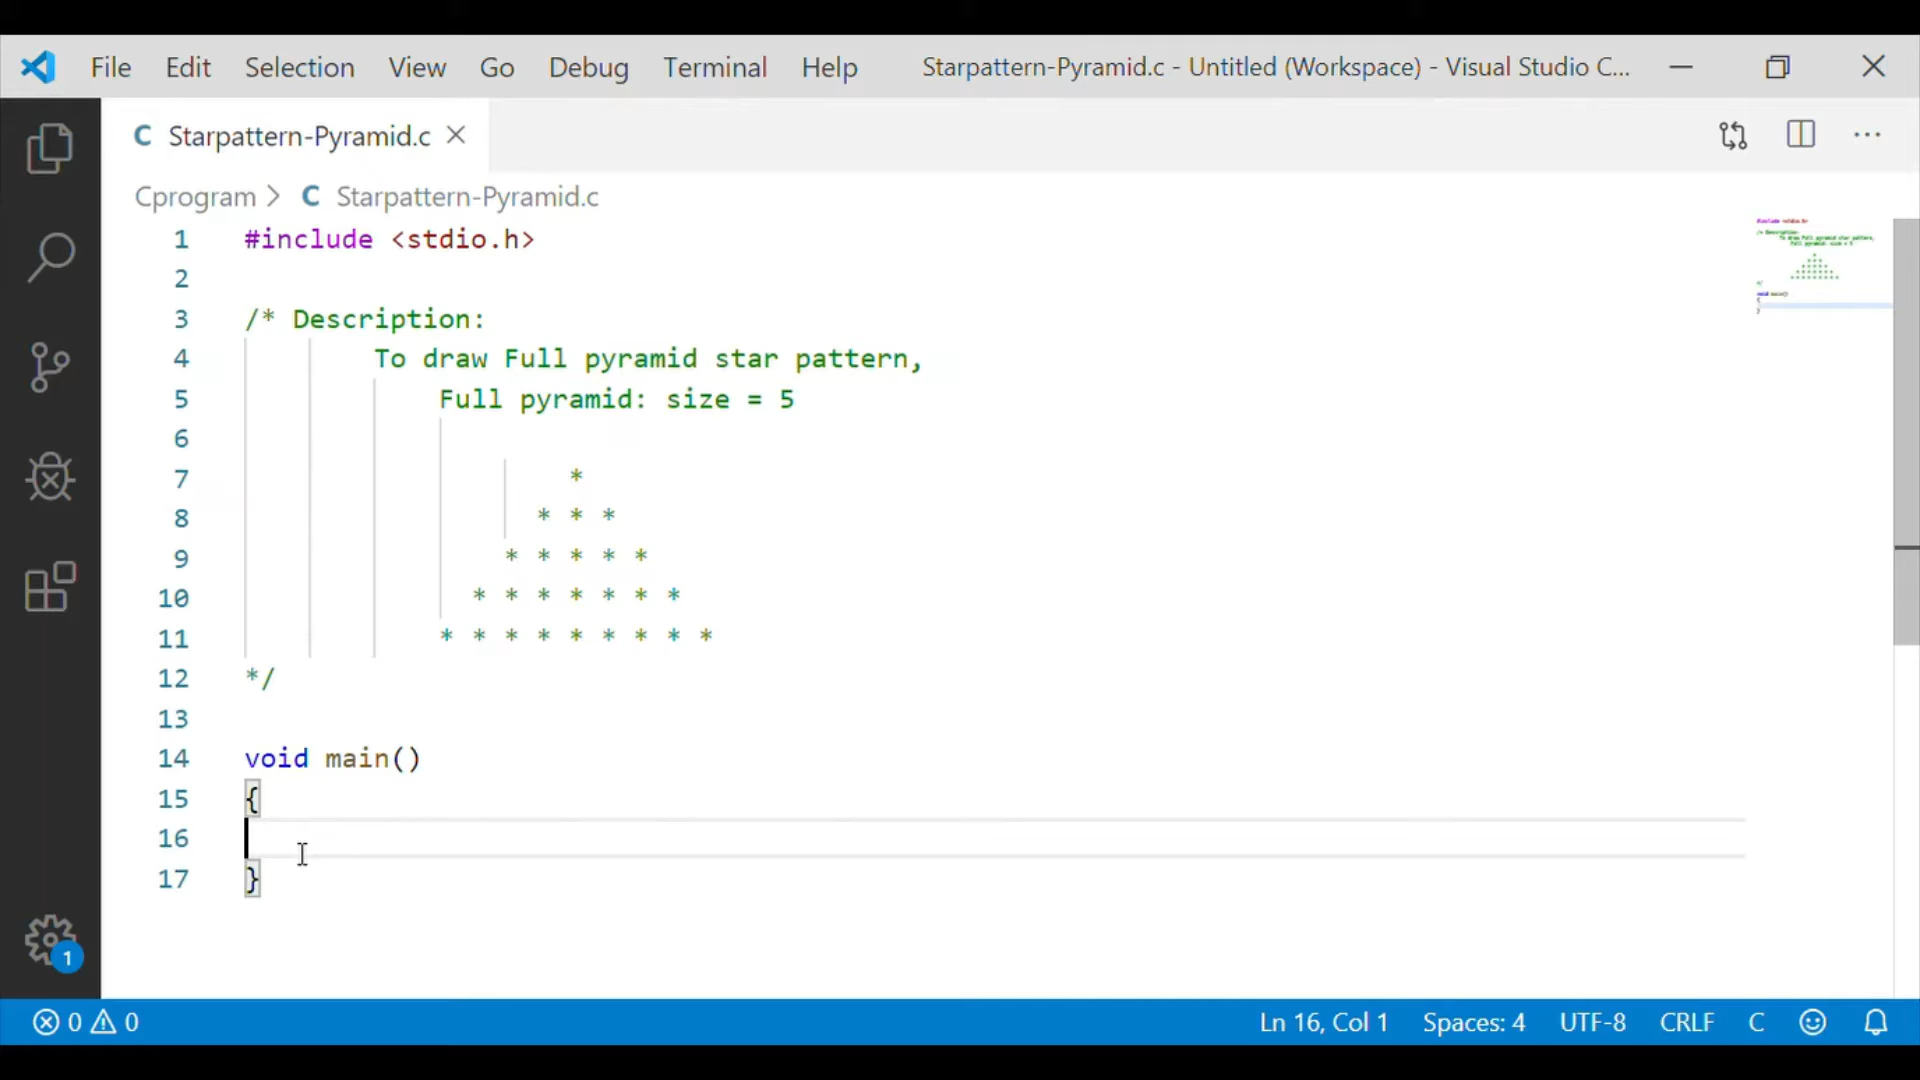 File Edit Selection View Go Debug Terminal Help Starpattern-Pyramid.c - Untitled (Workspace) - Visual Studio C...
C Starpattern-Pyramid.c
Cprogram > C Starpattern-Pyramid.c
1 #include <stdio.h>
2
3 /* Description:
4 To draw Full pyramid star pattern,
5 Full pyramid: size = 5
6
7 *
8 * * *
9 * * * * *
10 * * * * * * *
11 * * * * * * * * *
12 */
13
14 void main()
15 {
16
17 }
1
0 0 Ln 16, Col 1 Spaces: 4 UTF-8 CRLF C